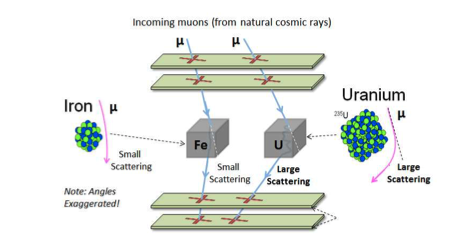 Incoming muons (from natural cosmic rays)
μ
μ
Iron
μ
Small
Scattering
Fe
U
Small
Scattering
Large
Scattering
Uranium
235U
μ
Large
Scattering
Note: Angles
Exaggerated!